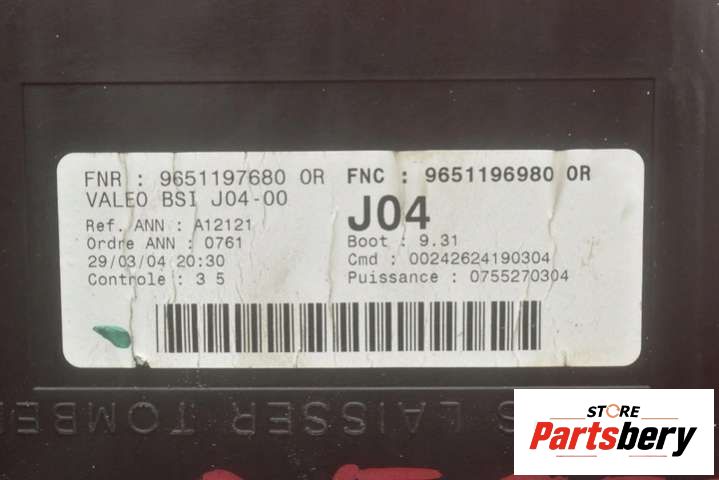 FNR : 9651197680 OR FNC : 9651196980 OR
VALEO BSI J04-00
J04
Ref. ANN : A12121
Ordre ANN : 0761
Boot : 9.31
29/03/04 20:30
Cmd : 00242624190304
Controle : 3 5
Puissance : 0755270304
LAISSER TOMBE
STORE
Partsbery